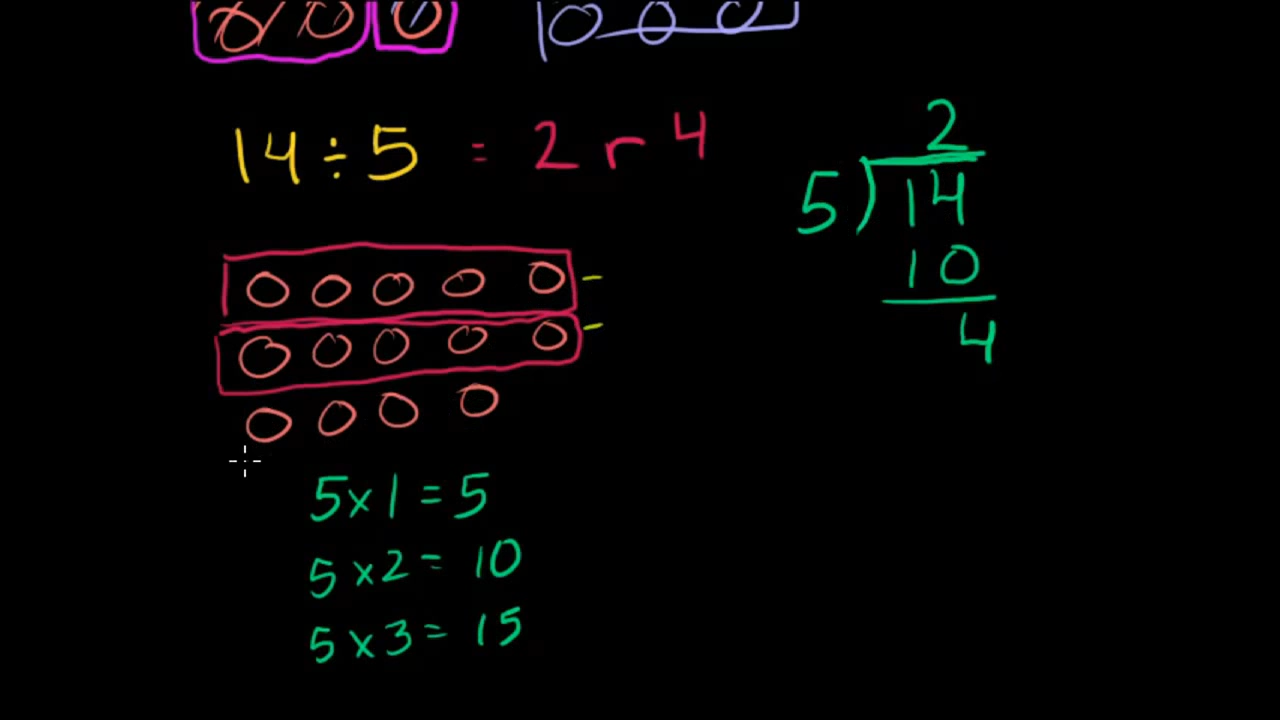 14 ÷ 5 = 2 r 4
2
5)14
10
4
5 x 1 = 5
5 x 2 = 10
5 x 3 = 15